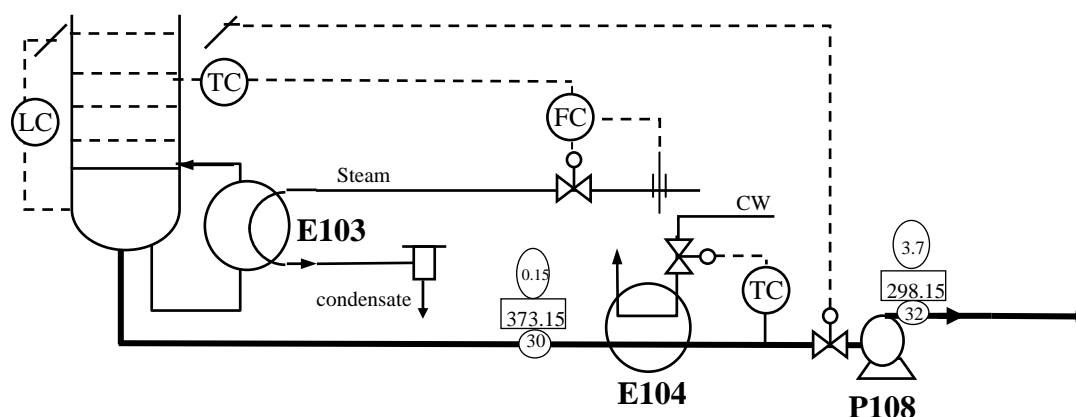 TC
LC
FC
Steam
CW
E103
3.7
0.15
298.15
TC
condensate
373.15
32
30
E104
P108